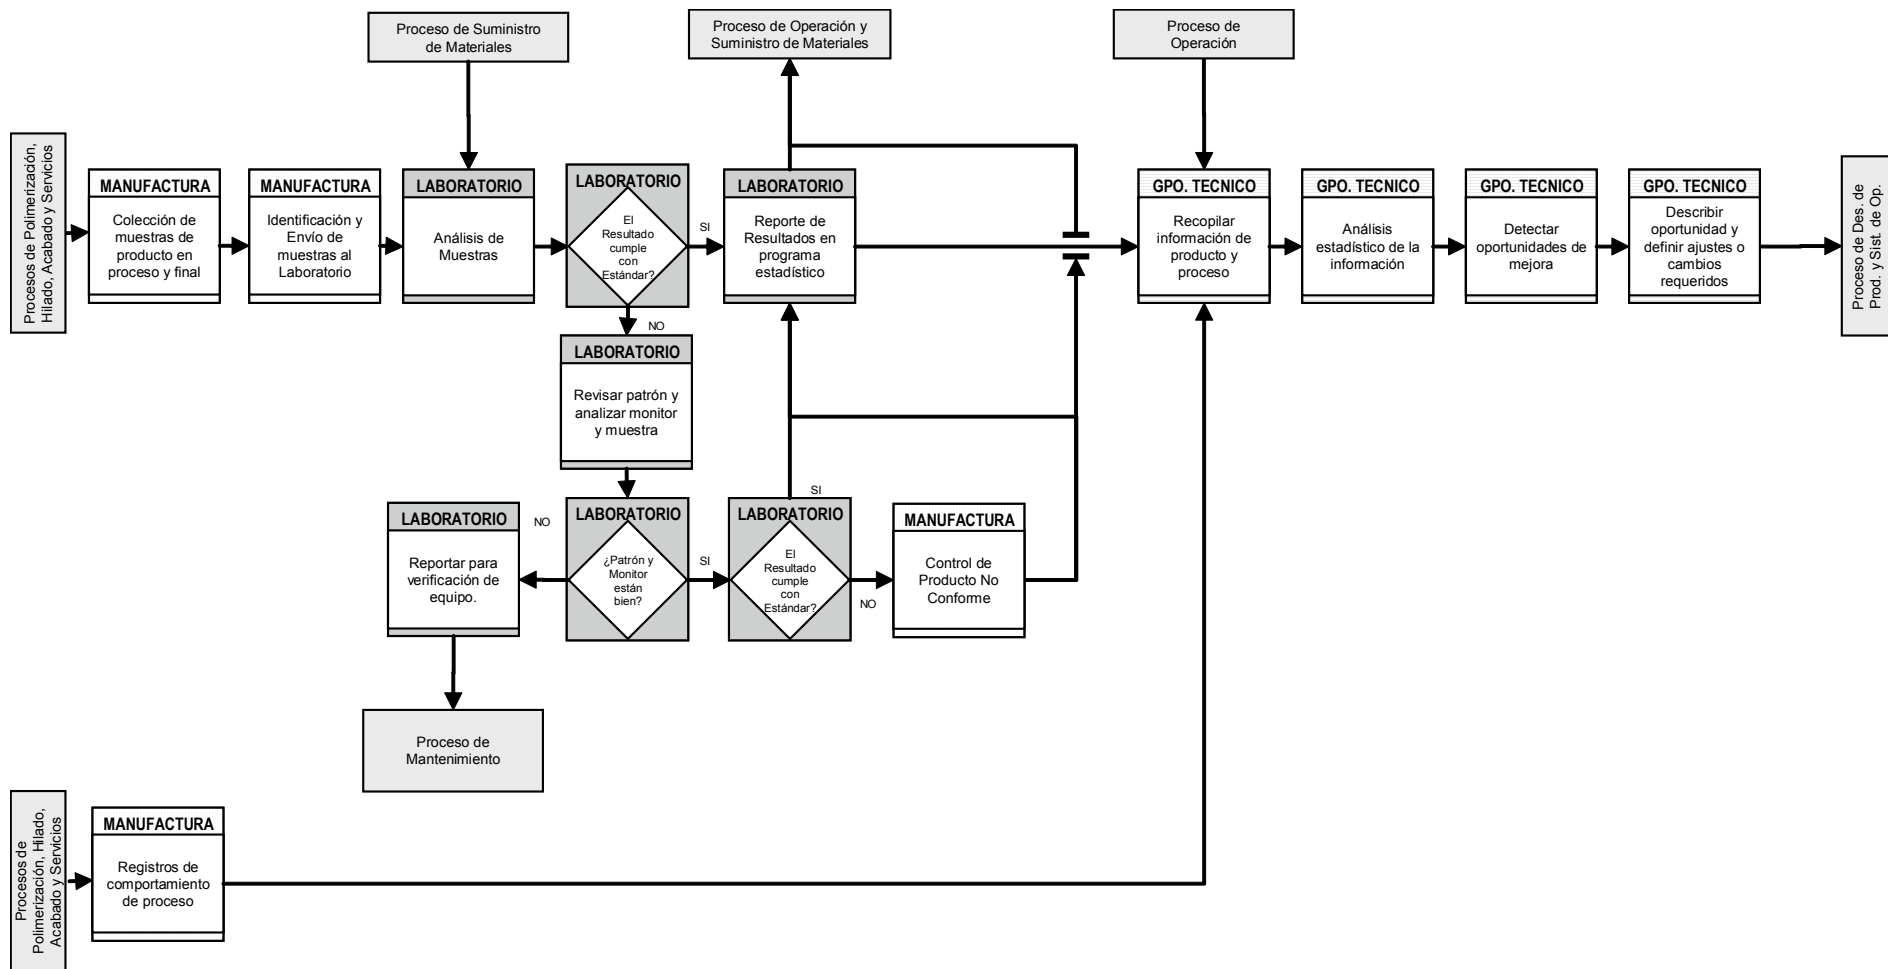 Proceso de Suministro
de Materiales
Proceso de Operación y
Suministro de Materiales
Proceso de
Operación
Procesos de Polimerización,
Hilado, Acabado y Servicios
MANUFACTURA
Colección de
muestras de
producto en
proceso y final
MANUFACTURA
Identificación y
Envío de
muestras al
Laboratorio
LABORATORIO
Análisis de
Muestras
LABORATORIO
El
Resultado
cumple
con
Estándar?
SI
NO
LABORATORIO
Reporte de
Resultados en
programa
estadístico
GPO. TECNICO
Recopilar
información de
producto y
proceso
GPO. TECNICO
Análisis
estadístico de la
información
GPO. TECNICO
Detectar
oportunidades de
mejora
GPO. TECNICO
Describir
oportunidad y
definir ajustes o
cambios
requeridos
Proceso de Des. de
Prod. y Sist. de Op.
LABORATORIO
Revisar patrón y
analizar monitor
y muestra
LABORATORIO
Reportar para
verificación de
equipo.
NO
LABORATORIO
¿Patrón y
Monitor
están
bien?
SI
SI
LABORATORIO
El
Resultado
cumple
con
Estándar?
NO
MANUFACTURA
Control de
Producto No
Conforme
Proceso de
Mantenimiento
Procesos de
Polimerización, Hilado,
Acabado y Servicios
MANUFACTURA
Registros de
comportamiento
de proceso